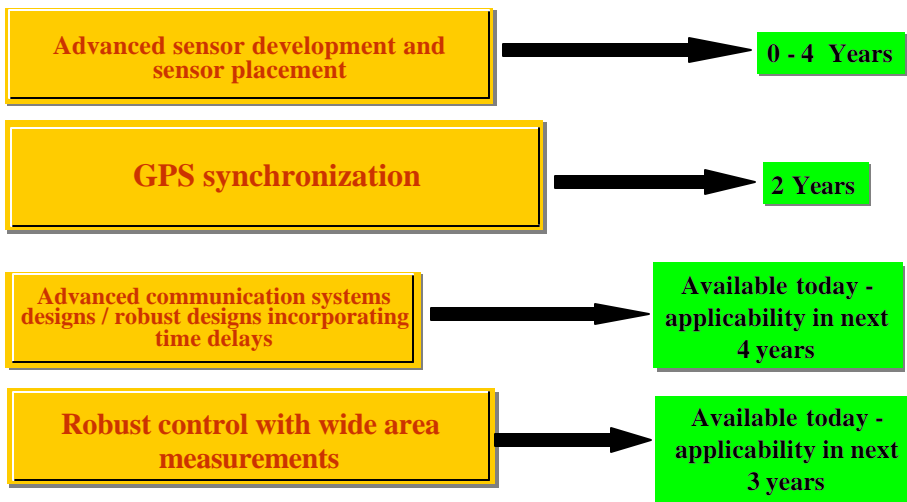 Advanced sensor development and
sensor placement
0 - 4 Years
GPS synchronization
2 Years
Advanced communication systems
designs / robust designs incorporating
time delays
Available today -
applicability in next
4 years
Robust control with wide area
measurements
Available today -
applicability in next
3 years